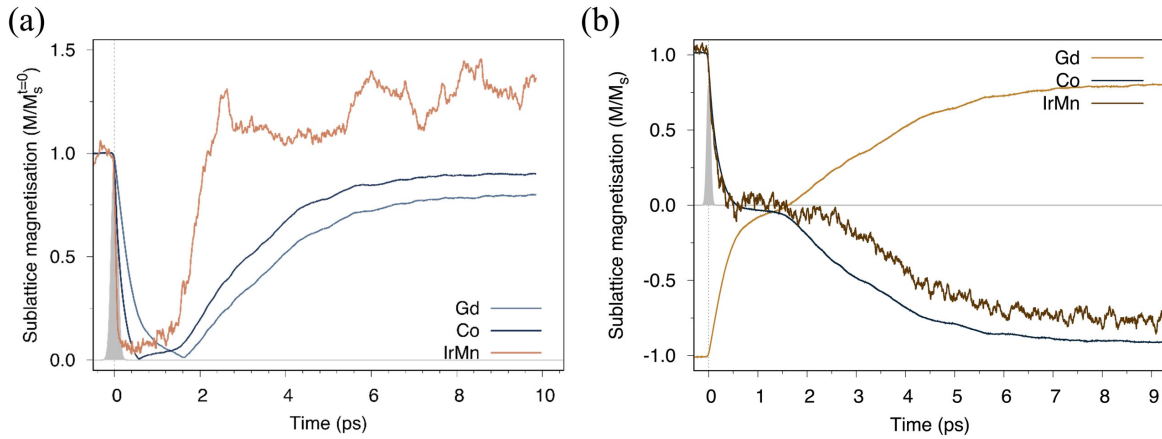 (a)
Sublattice magnetisation (M/M_s^{t=0})
1.5
1.0
0.5
0.0
Gd
Co
IrMn
0 2 4 6 8 10
Time (ps)
(b)
Sublattice magnetisation (M/M_s)
1.0
0.5
0.0
-0.5
-1.0
Gd
Co
IrMn
0 1 2 3 4 5 6 7 8 9
Time (ps)